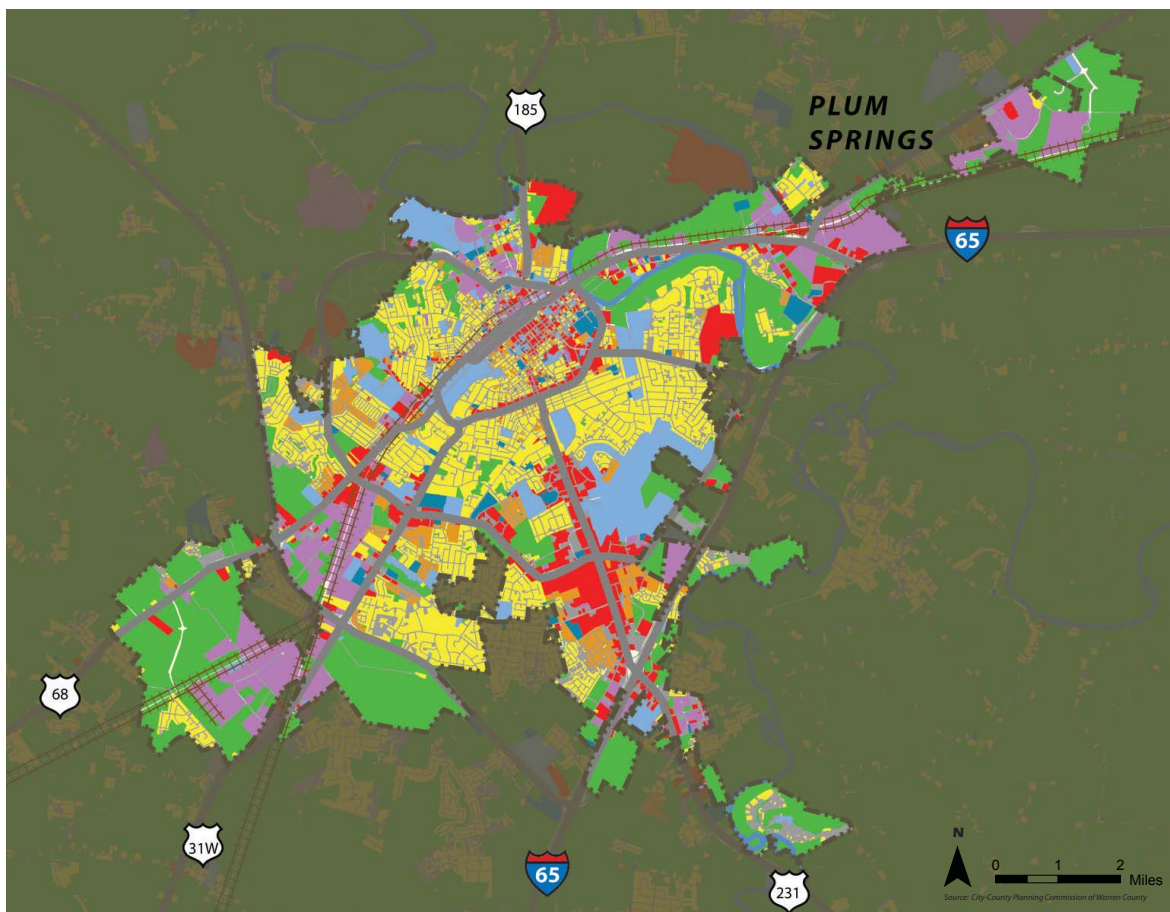 185
PLUM
SPRINGS
65
68
31W
65
231
N
0 1 2
Miles
Source: City-County Planning Commission of Warren County